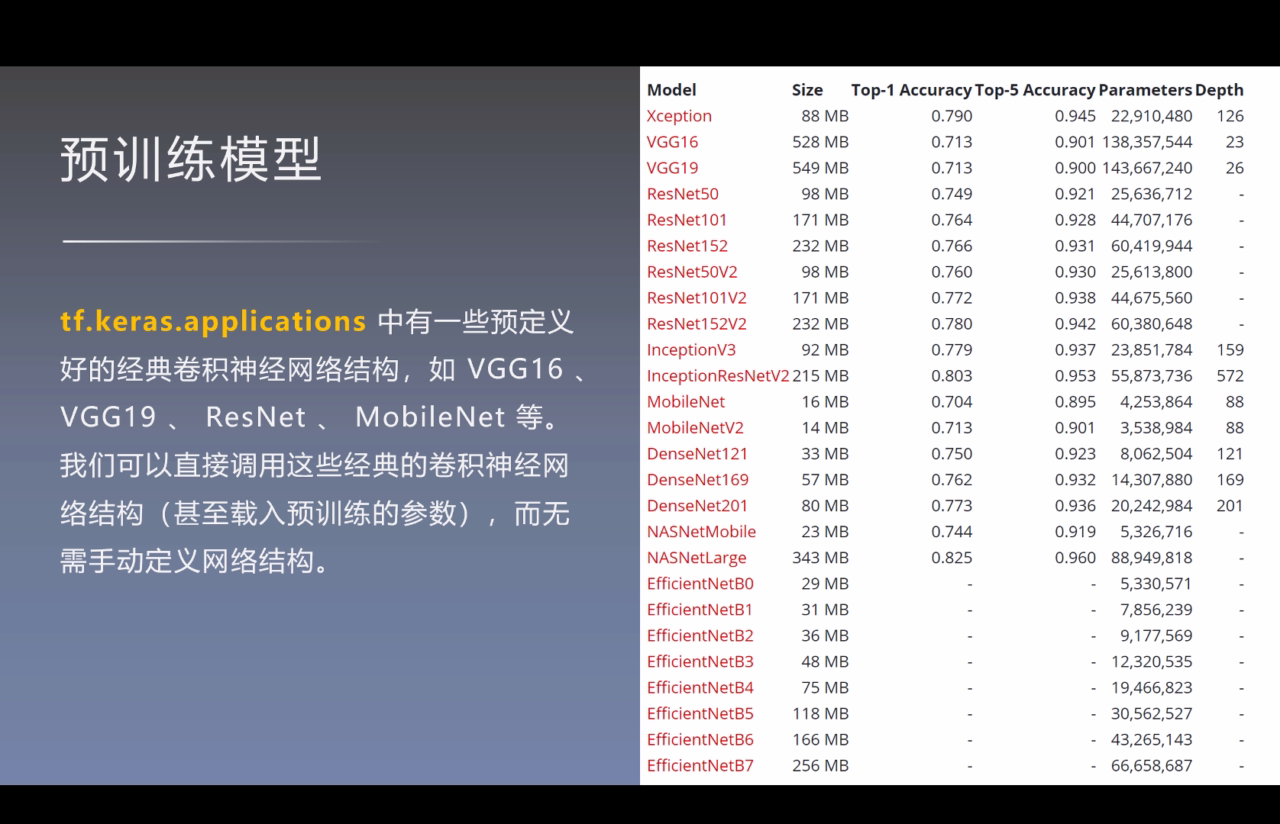 预训练模型
tf.keras.applications 中有一些预定义
好的经典卷积神经网络结构，如 VGG16 、
VGG19 、 ResNet 、 MobileNet 等。
我们可以直接调用这些经典的卷积神经网
络结构（甚至载入预训练的参数），而无
需手动定义网络结构。
Model Size Top-1 Accuracy Top-5 Accuracy Parameters Depth
Xception 88 MB 0.790 0.945 22,910,480 126
VGG16 528 MB 0.713 0.901 138,357,544 23
VGG19 549 MB 0.713 0.900 143,667,240 26
ResNet50 98 MB 0.749 0.921 25,636,712 -
ResNet101 171 MB 0.764 0.928 44,707,176 -
ResNet152 232 MB 0.766 0.931 60,419,944 -
ResNet50V2 98 MB 0.760 0.930 25,613,800 -
ResNet101V2 171 MB 0.772 0.938 44,675,560 -
ResNet152V2 232 MB 0.780 0.942 60,380,648 -
InceptionV3 92 MB 0.779 0.937 23,851,784 159
InceptionResNetV2 215 MB 0.803 0.953 55,873,736 572
MobileNet 16 MB 0.704 0.895 4,253,864 88
MobileNetV2 14 MB 0.713 0.901 3,538,984 88
DenseNet121 33 MB 0.750 0.923 8,062,504 121
DenseNet169 57 MB 0.762 0.932 14,307,880 169
DenseNet201 80 MB 0.773 0.936 20,242,984 201
NASNetMobile 23 MB 0.744 0.919 5,326,716 -
NASNetLarge 343 MB 0.825 0.960 88,949,818 -
EfficientNetB0 29 MB - - 5,330,571 -
EfficientNetB1 31 MB - - 7,856,239 -
EfficientNetB2 36 MB - - 9,177,569 -
EfficientNetB3 48 MB - - 12,320,535 -
EfficientNetB4 75 MB - - 19,466,823 -
EfficientNetB5 118 MB - - 30,562,527 -
EfficientNetB6 166 MB - - 43,265,143 -
EfficientNetB7 256 MB - - 66,658,687 -